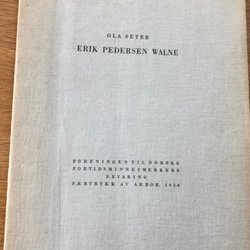 OLA SETER
ERIK PEDERSEN WALNE
FORENINGEN TIL NORSKE
FORTIDSMINNESMERKERS
BEVARING
SÆRTRYKK AV ÅRBOK 1954